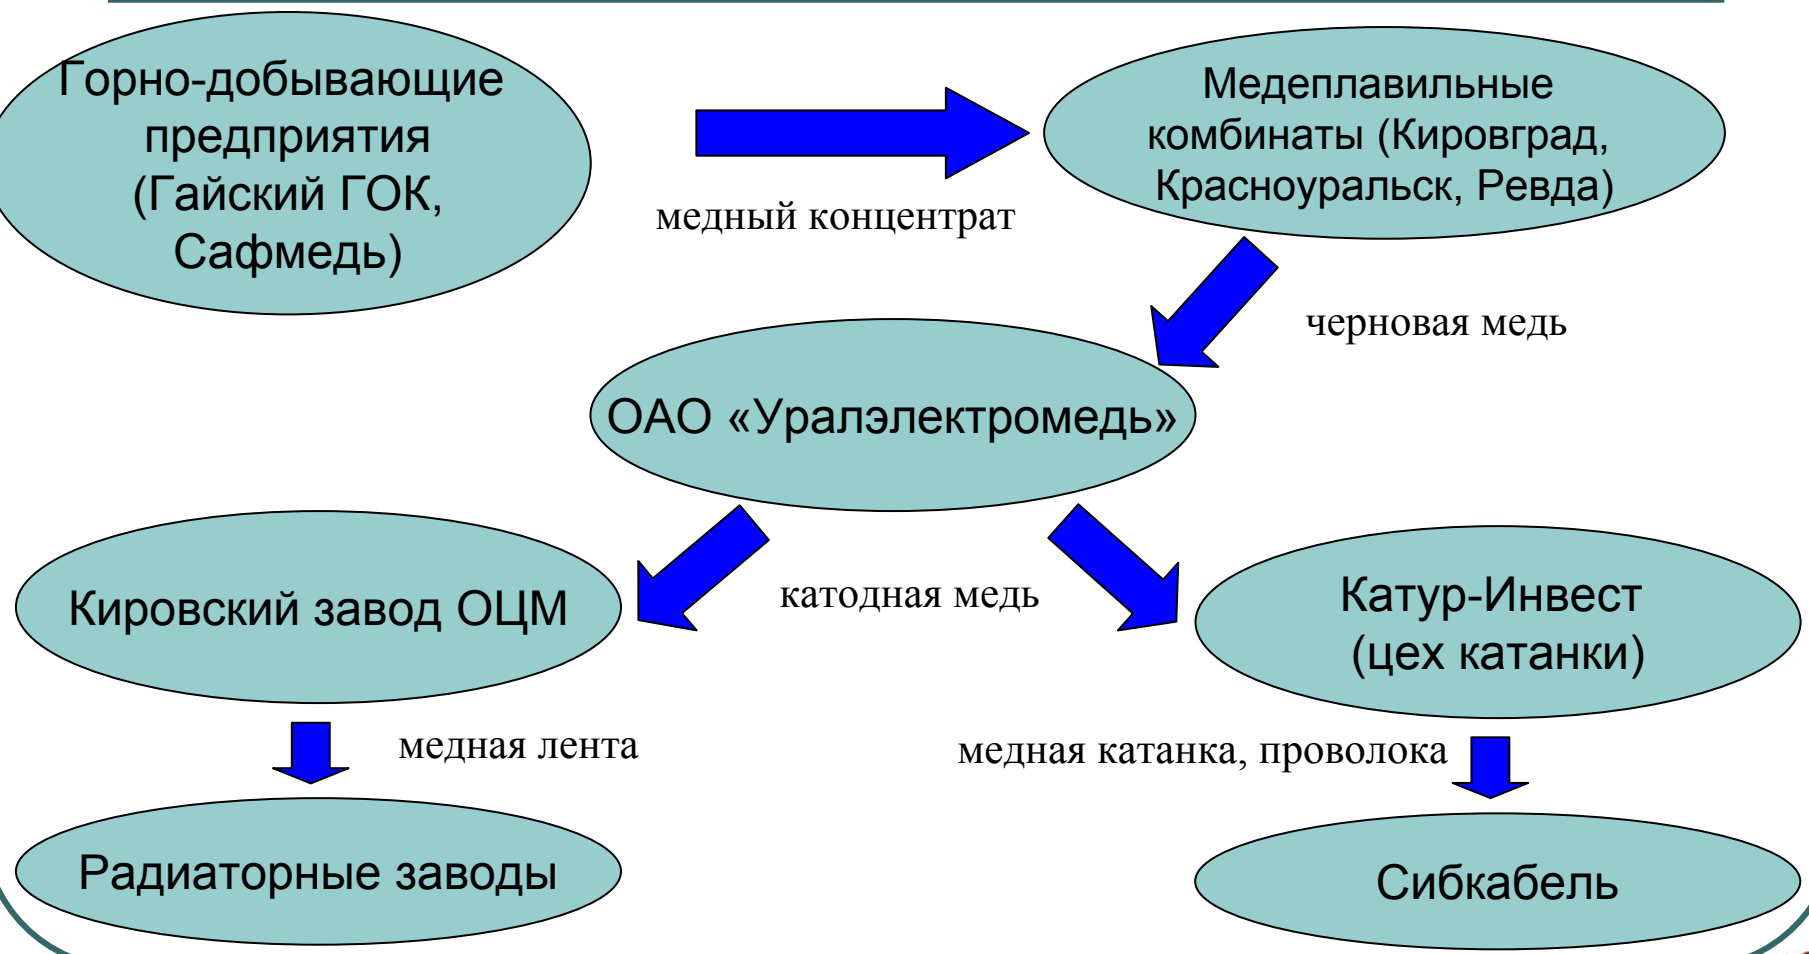 Горно-добывающие
предприятия
(Гайский ГОК,
Сафмедь)
медный концентрат
Медеплавильные
комбинаты (Кировград,
Красноуральск, Ревда)
черновая медь
ОАО «Уралэлектромедь»
катодная медь
Кировский завод ОЦМ
Катур-Инвест
(цех катанки)
медная лента
медная катанка, проволока
Радиаторные заводы
Сибкабель